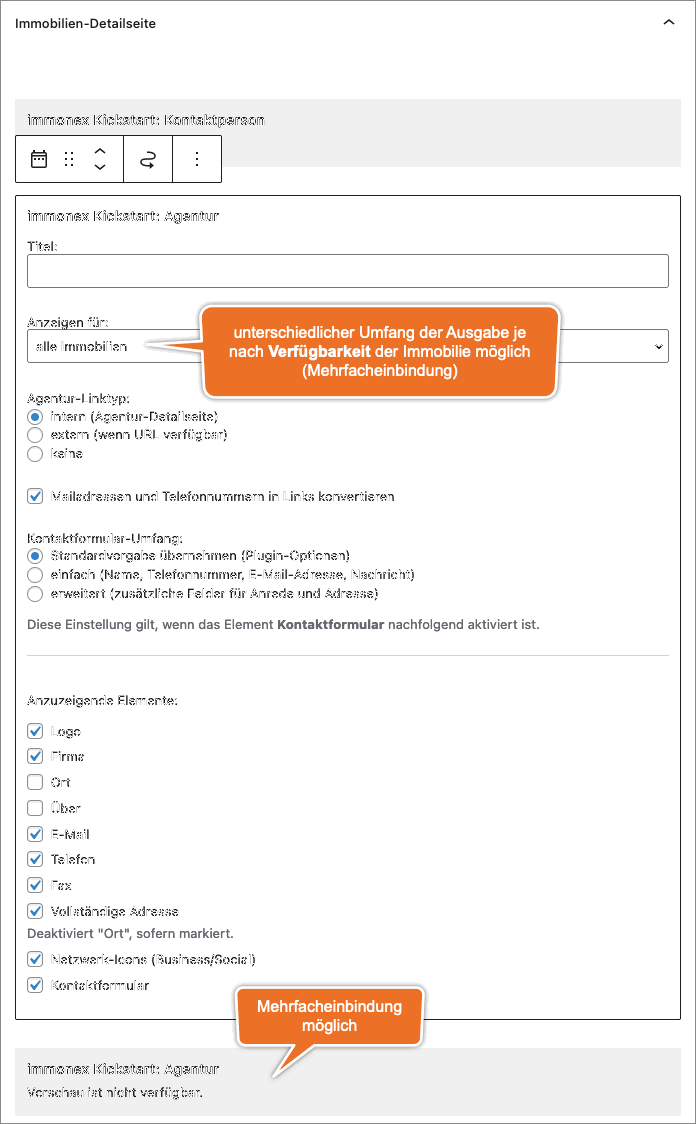 Immobilien-Detailseite
immonex Kickstart: Kontaktperson
immonex Kickstart: Agentur
Titel:
Anzeigen für:
alle Immobilien
unterschiedlicher Umfang der Ausgabe je
nach Verfügbarkeit der Immobilie möglich
(Mehrfacheinbindung)
Agentur-Linktyp:
intern (Agentur-Detailseite)
extern (wenn URL verfügbar)
keine
Mailadressen und Telefonnummern in Links konvertieren
Kontaktformular-Umfang:
Standardvorgabe übernehmen (Plugin-Optionen)
einfach (Name, Telefonnummer, E-Mail-Adresse, Nachricht)
erweitert (zusätzliche Felder für Anrede und Adresse)
Diese Einstellung gilt, wenn das Element Kontaktformular nachfolgend aktiviert ist.
Anzuzeigende Elemente:
Logo
Firma
Ort
Über
E-Mail
Telefon
Fax
Vollständige Adresse
Deaktiviert "Ort", sofern markiert.
Netzwerk-Icons (Business/Social)
Kontaktformular
Mehrfacheinbindung
möglich
immonex Kickstart: Agentur
Vorschau ist nicht verfügbar.